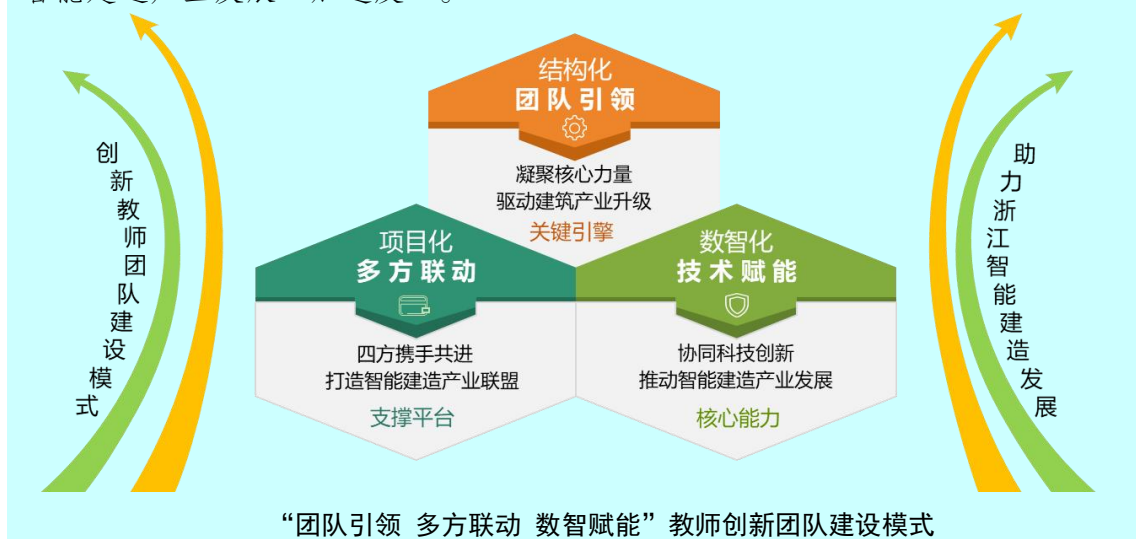 结构化
团队引领
凝聚核心力量
驱动建筑产业升级
关键引擎
项目化
多方联动
四方携手共进
打造智能建造产业联盟
支撑平台
数智化
技术赋能
协同科技创新
推动智能建造产业发展
核心能力
创新教师团队建设模式
助力浙江智能建造发展
“团队引领 多方联动 数智赋能”教师创新团队建设模式